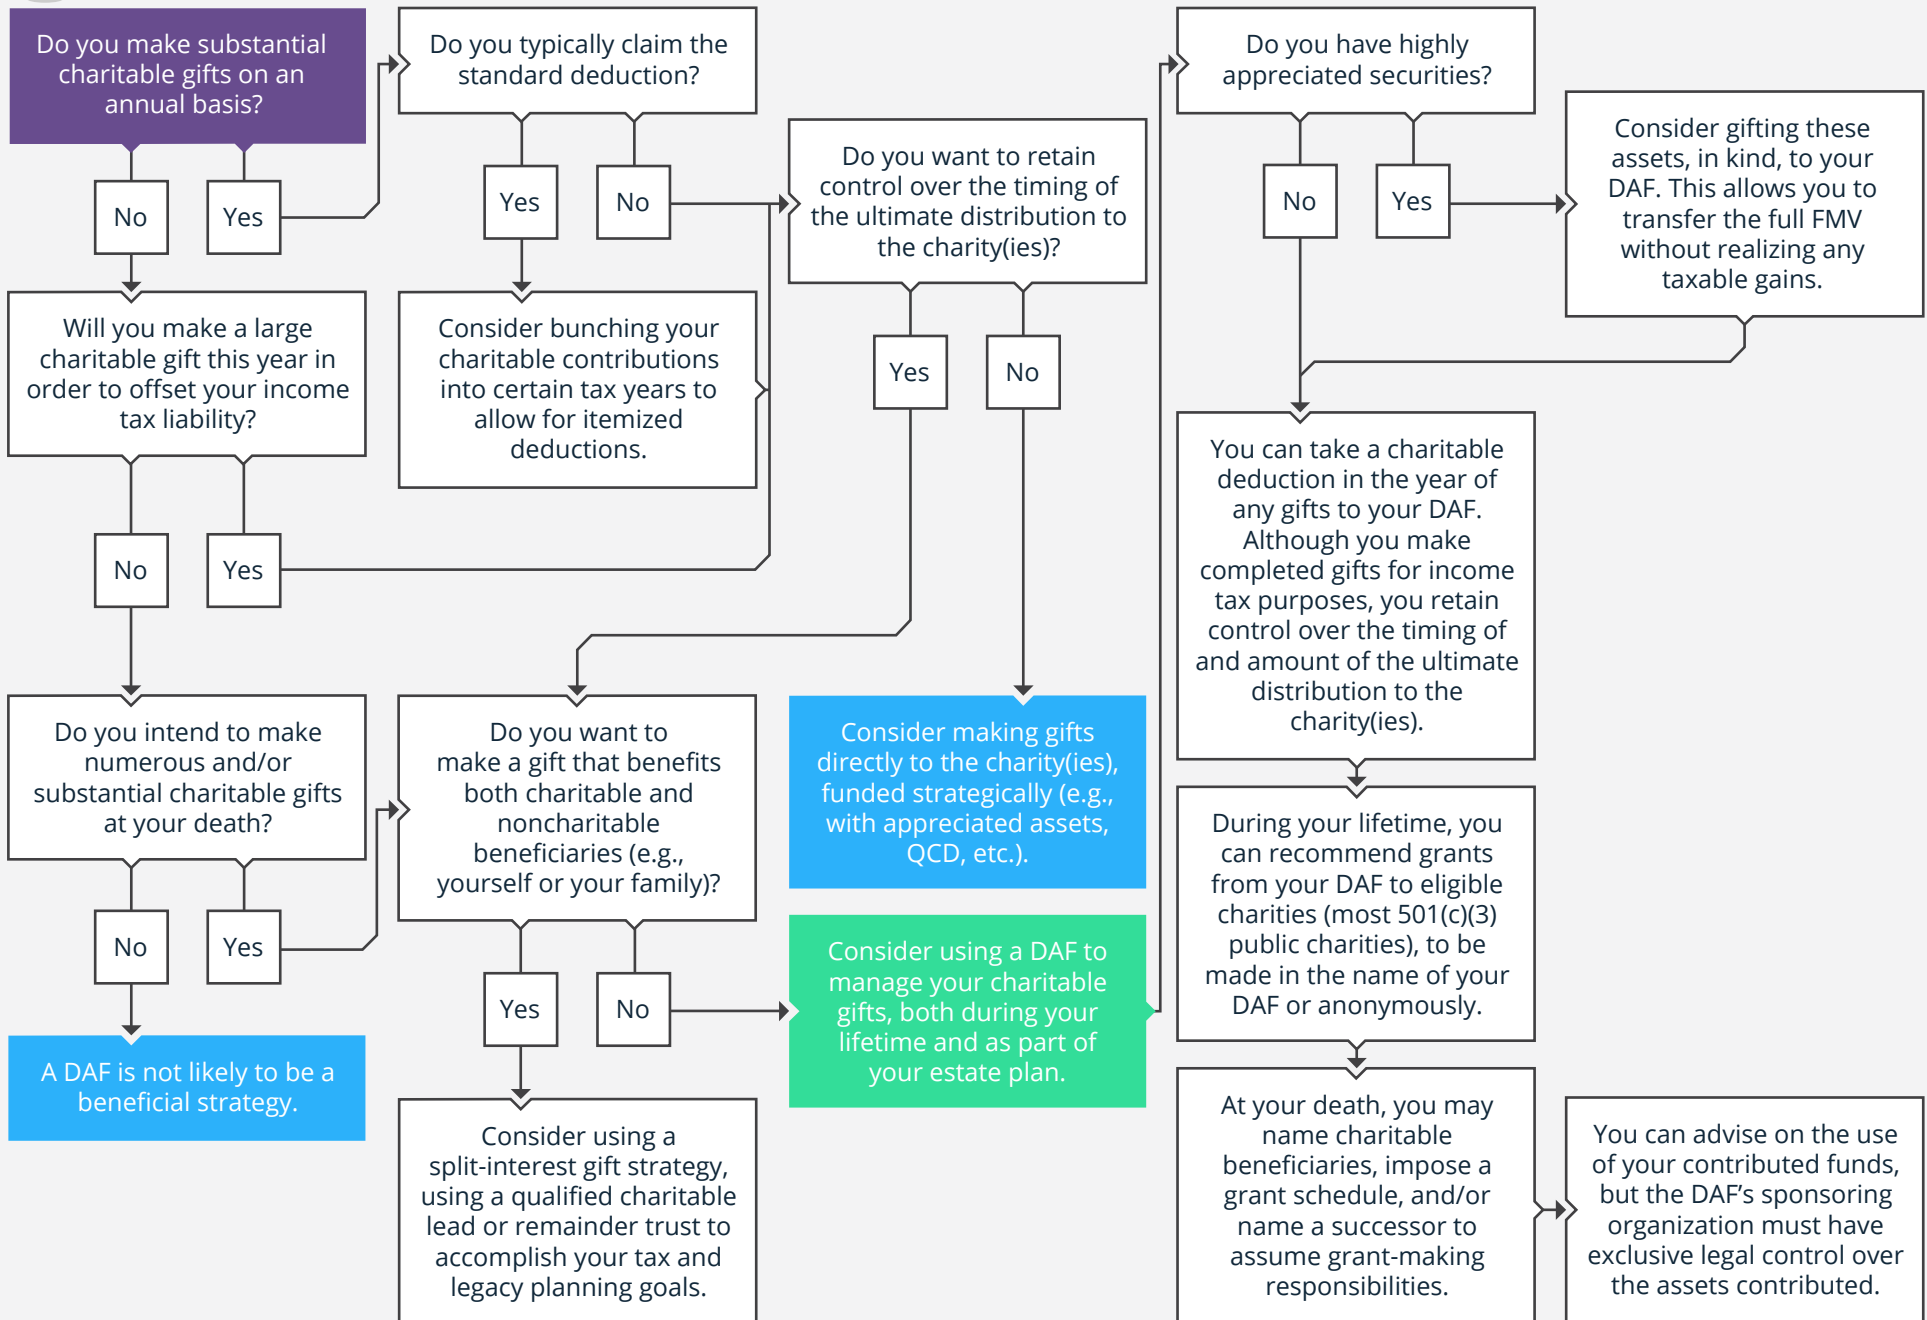 Do you make substantial
charitable gifts on an
annual basis?
No
Yes
Will you make a large
charitable gift this year in
order to offset your income
tax liability?
No
Yes
Do you intend to make
numerous and/or
substantial charitable gifts
at your death?
No
Yes
A DAF is not likely to be a
beneficial strategy.
Do you typically claim the
standard deduction?
Yes
No
Consider bunching your
charitable contributions
into certain tax years to
allow for itemized
deductions.
Do you want to
make a gift that benefits
both charitable and
noncharitable
beneficiaries (e.g.,
yourself or your family)?
Yes
No
Consider using a
split-interest gift strategy,
using a qualified charitable
lead or remainder trust to
accomplish your tax and
legacy planning goals.
Do you want to retain
control over the timing of
the ultimate distribution to
the charity(ies)?
Yes
No
Consider making gifts
directly to the charity(ies),
funded strategically (e.g.,
with appreciated assets,
QCD, etc.).
Consider using a DAF to
manage your charitable
gifts, both during your
lifetime and as part of
your estate plan.
Do you have highly
appreciated securities?
No
Yes
Consider gifting these
assets, in kind, to your
DAF. This allows you to
transfer the full FMV
without realizing any
taxable gains.
You can take a charitable
deduction in the year of
any gifts to your DAF.
Although you make
completed gifts for income
tax purposes, you retain
control over the timing of
and amount of the ultimate
distribution to the
charity(ies).
During your lifetime, you
can recommend grants
from your DAF to eligible
charities (most 501(c)(3)
public charities), to be
made in the name of your
DAF or anonymously.
At your death, you may
name charitable
beneficiaries, impose a
grant schedule, and/or
name a successor to
assume grant-making
responsibilities.
You can advise on the use
of your contributed funds,
but the DAF’s sponsoring
organization must have
exclusive legal control over
the assets contributed.